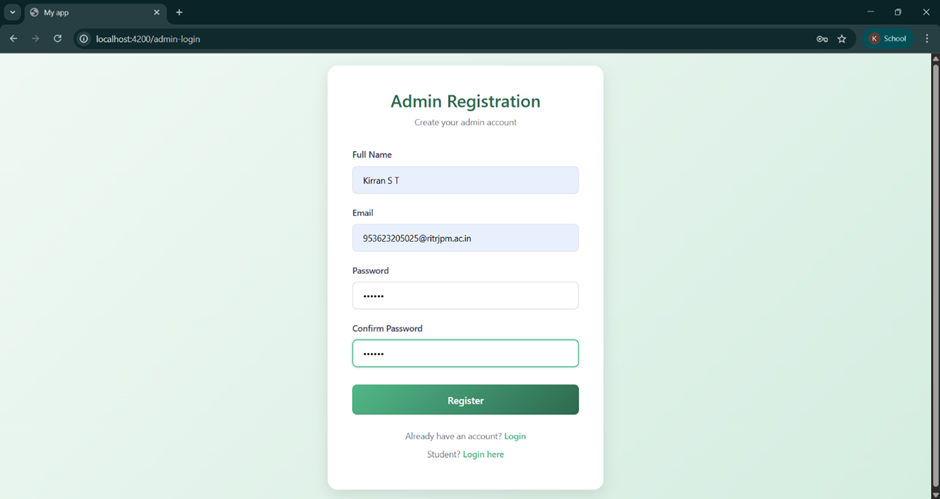 My app
localhost:4200/admin-login
K School
Admin Registration
Create your admin account
Full Name
Kirran S T
Email
953623205025@ritrjpm.ac.in
Password
••••••
Confirm Password
••••••
Register
Already have an account? Login
Student? Login here